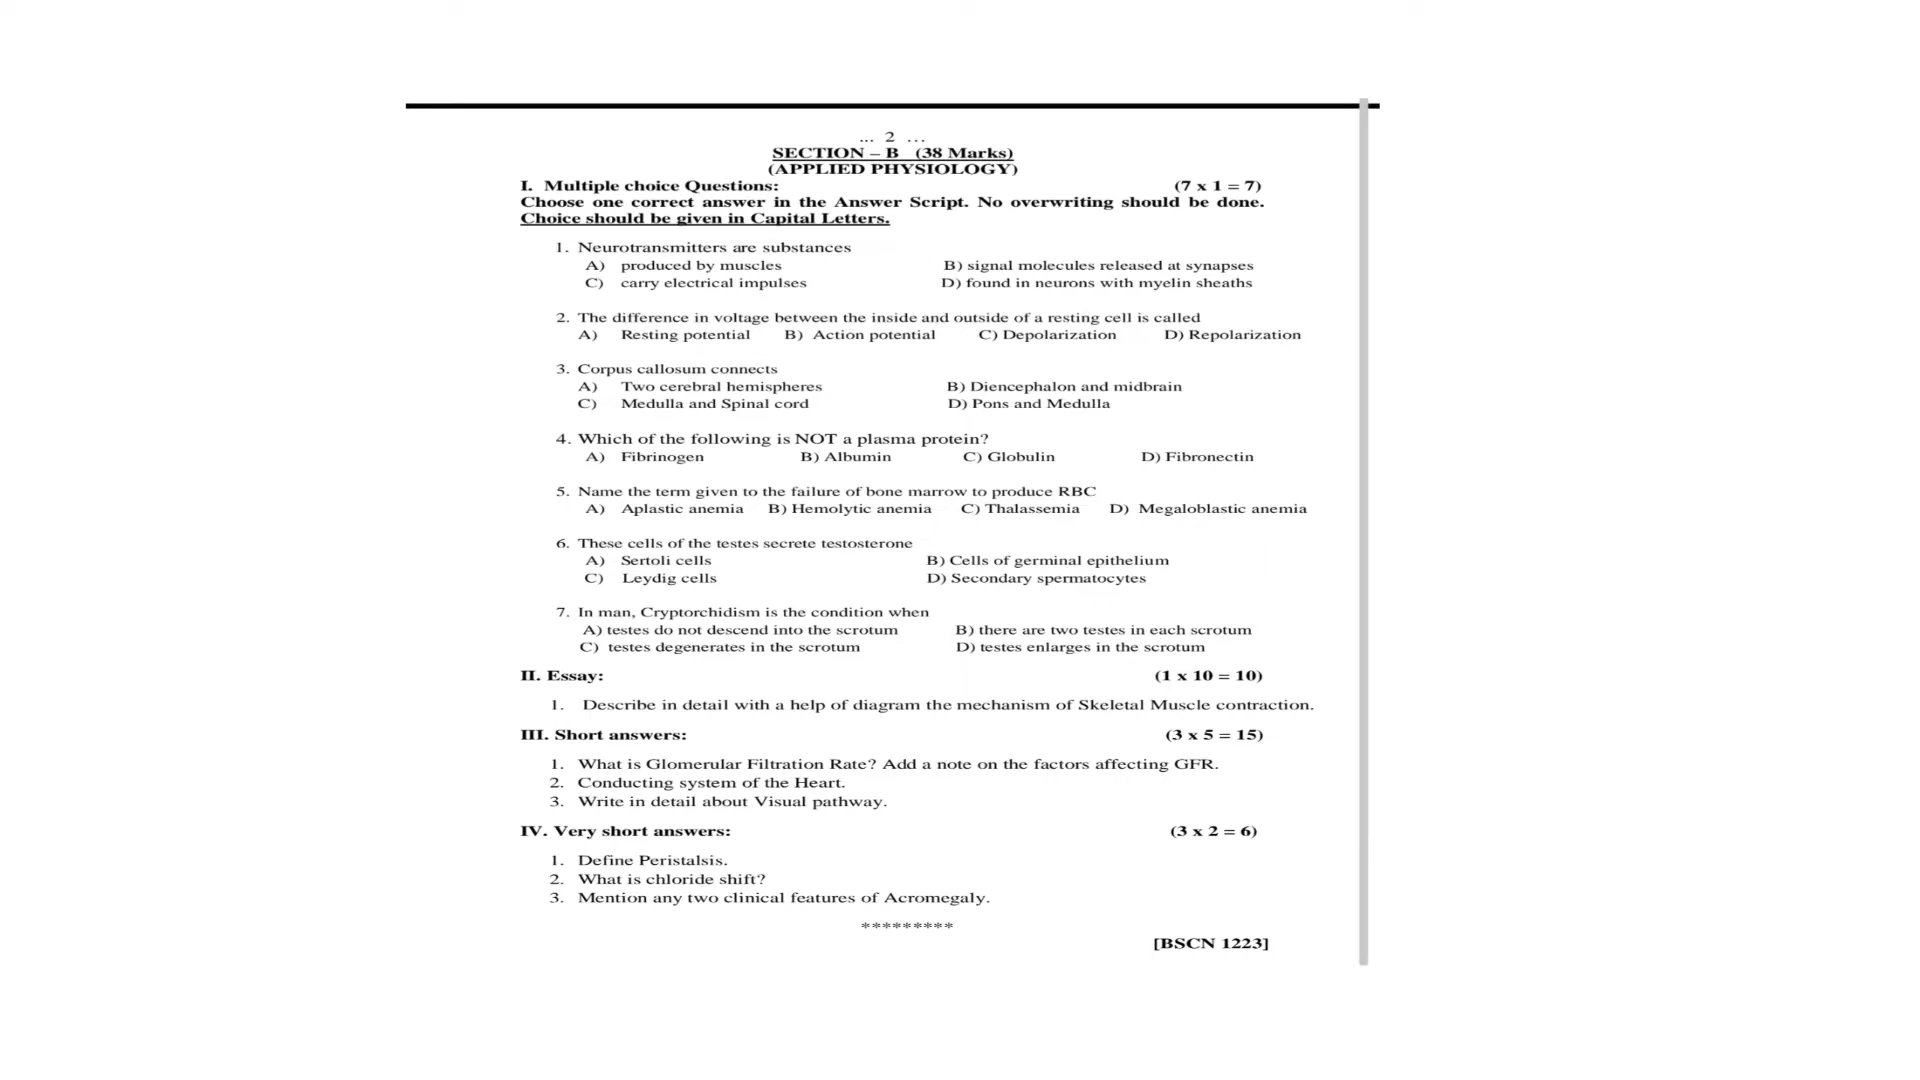 ... 2 ...
SECTION – B (38 Marks)
(APPLIED PHYSIOLOGY)
I. Multiple choice Questions: (7 x 1 = 7)
Choose one correct answer in the Answer Script. No overwriting should be done.
Choice should be given in Capital Letters.
1. Neurotransmitters are substances
A) produced by muscles B) signal molecules released at synapses
C) carry electrical impulses D) found in neurons with myelin sheaths
2. The difference in voltage between the inside and outside of a resting cell is called
A) Resting potential B) Action potential C) Depolarization D) Repolarization
3. Corpus callosum connects
A) Two cerebral hemispheres B) Diencephalon and midbrain
C) Medulla and Spinal cord D) Pons and Medulla
4. Which of the following is NOT a plasma protein?
A) Fibrinogen B) Albumin C) Globulin D) Fibronectin
5. Name the term given to the failure of bone marrow to produce RBC
A) Aplastic anemia B) Hemolytic anemia C) Thalassemia D) Megaloblastic anemia
6. These cells of the testes secrete testosterone
A) Sertoli cells B) Cells of germinal epithelium
C) Leydig cells D) Secondary spermatocytes
7. In man, Cryptorchidism is the condition when
A) testes do not descend into the scrotum B) there are two testes in each scrotum
C) testes degenerates in the scrotum D) testes enlarges in the scrotum
II. Essay: (1 x 10 = 10)
1. Describe in detail with a help of diagram the mechanism of Skeletal Muscle contraction.
III. Short answers: (3 x 5 = 15)
1. What is Glomerular Filtration Rate? Add a note on the factors affecting GFR.
2. Conducting system of the Heart.
3. Write in detail about Visual pathway.
IV. Very short answers: (3 x 2 = 6)
1. Define Peristalsis.
2. What is chloride shift?
3. Mention any two clinical features of Acromegaly.
*********
[BSCN 1223]